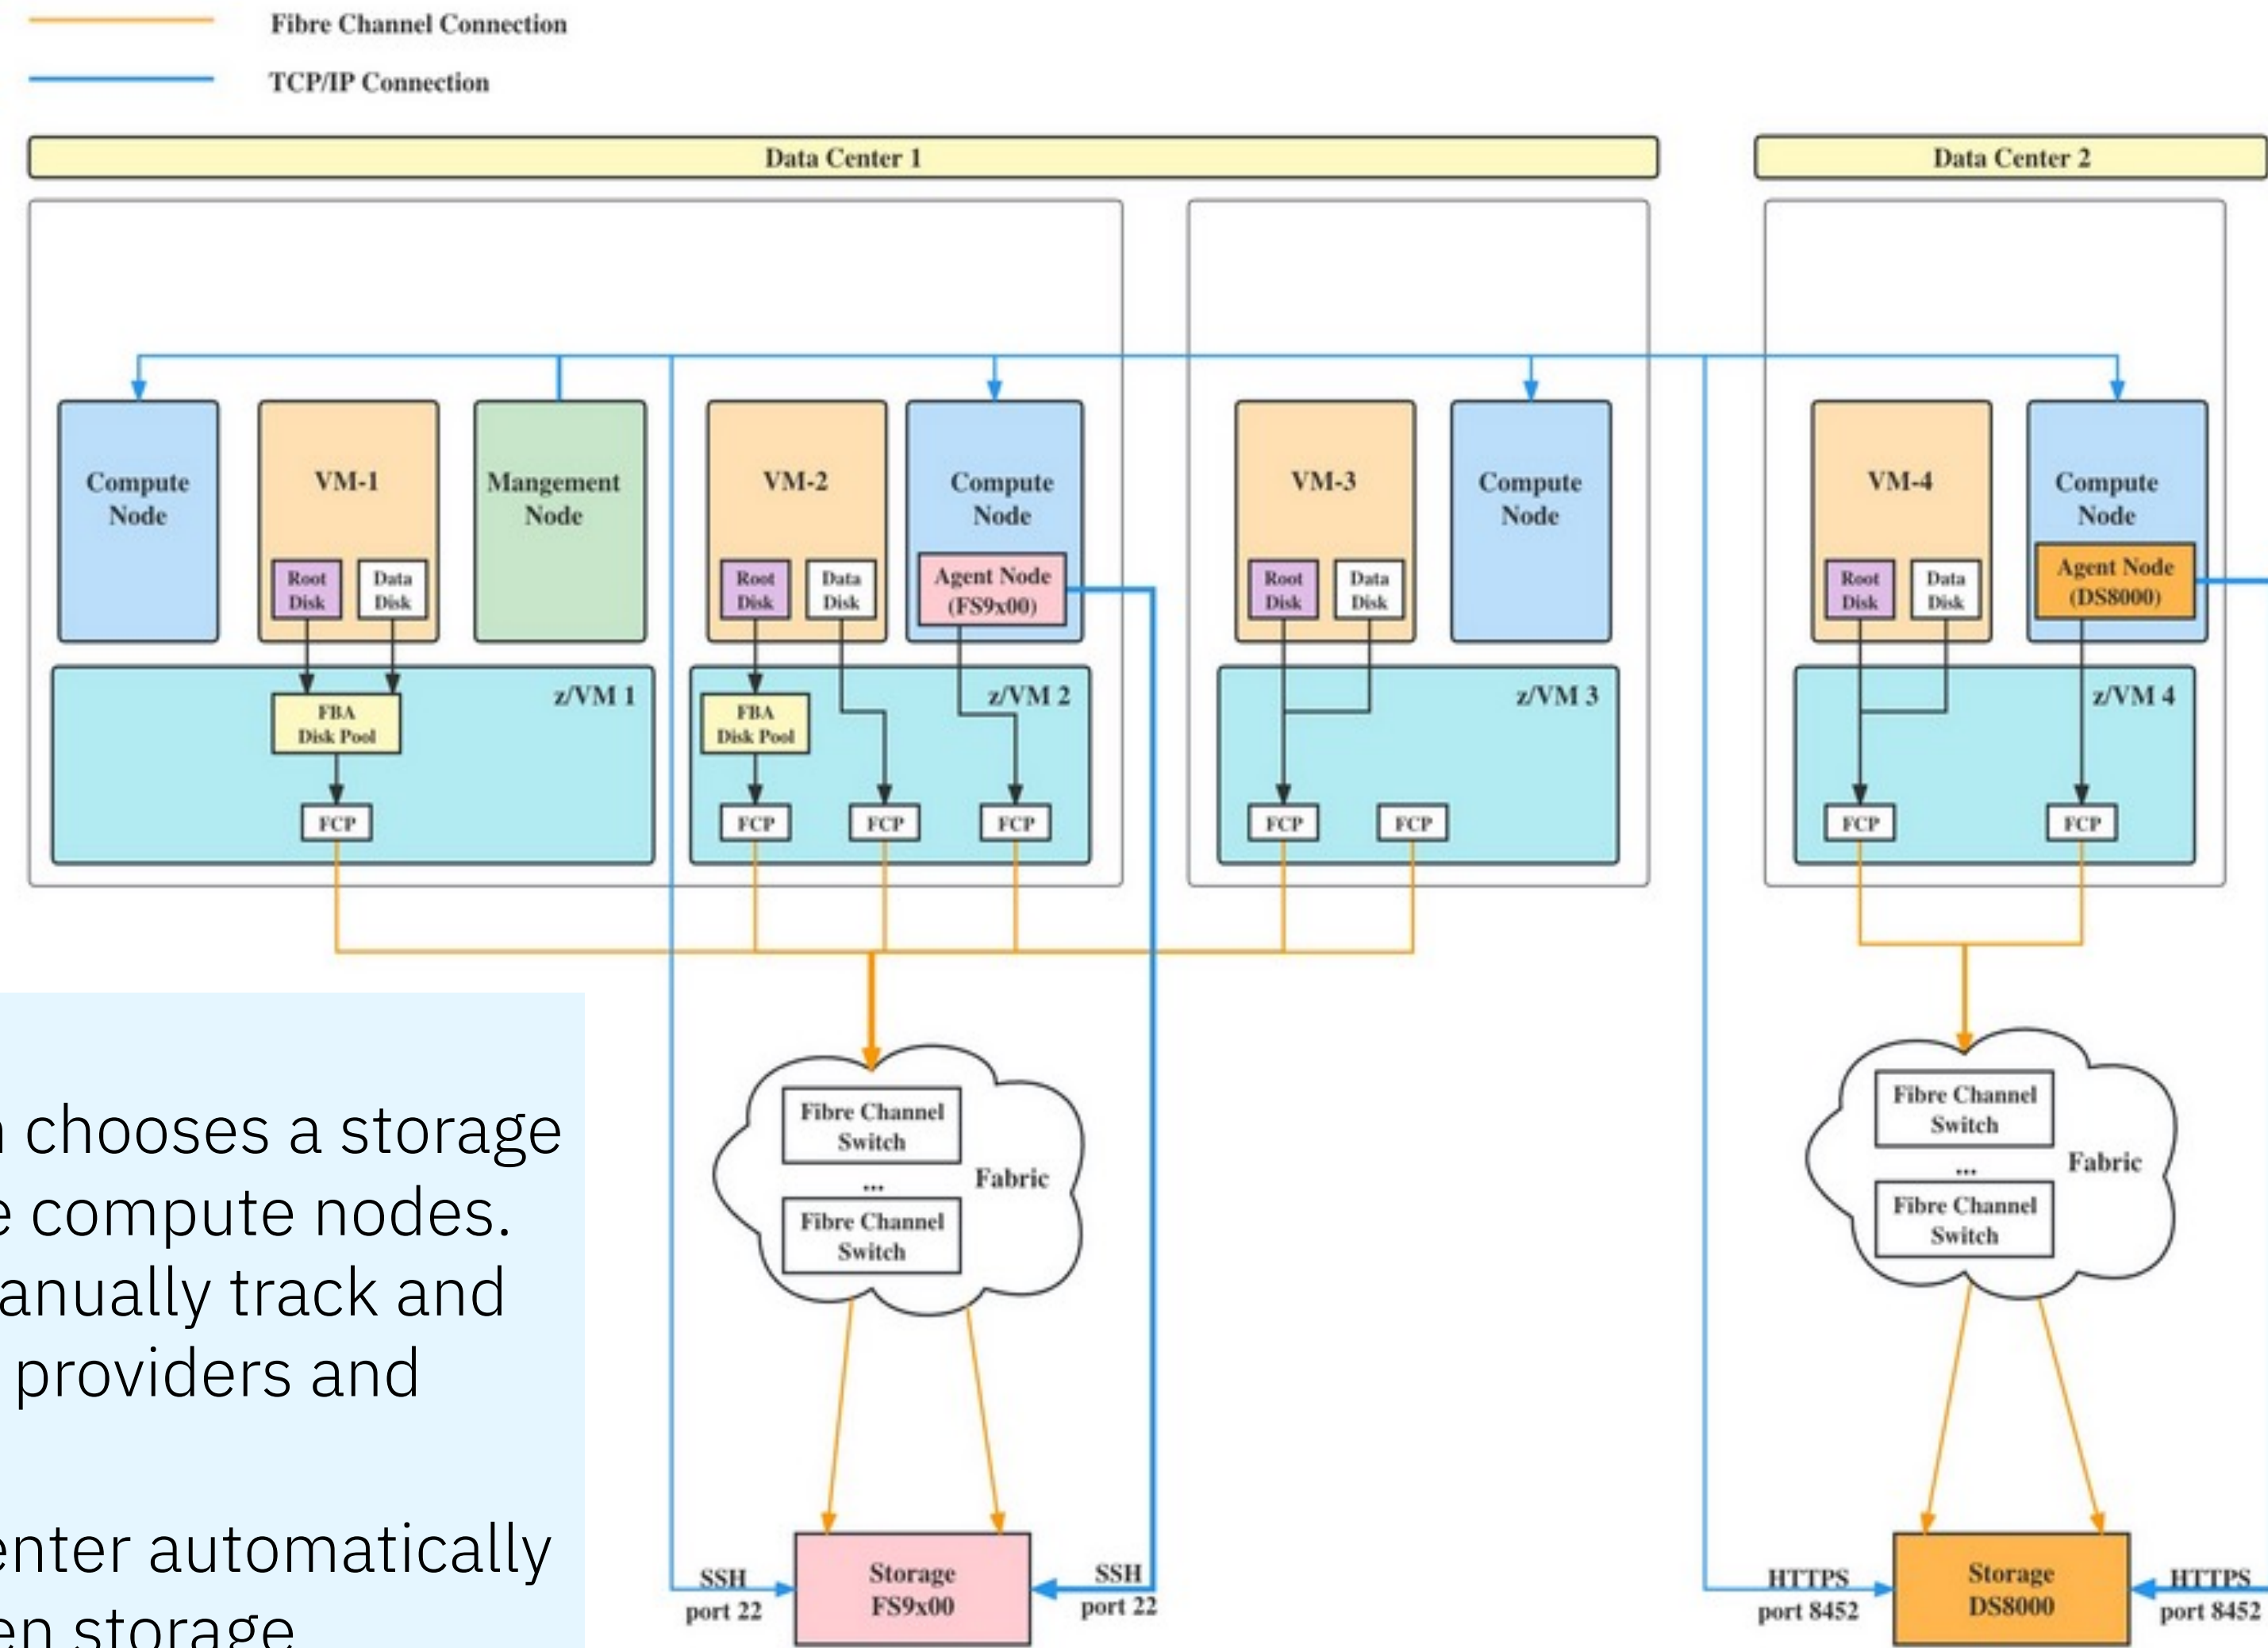 Fibre Channel Connection
TCP/IP Connection
Data Center 1
Data Center 2
Compute
Node
VM-1
Root
Disk
Data
Disk
Mangement
Node
VM-2
Root
Disk
Data
Disk
Compute
Node
Agent Node
(FS9x00)
VM-3
Root
Disk
Data
Disk
Compute
Node
VM-4
Root
Disk
Data
Disk
Compute
Node
Agent Node
(DS8000)
z/VM 1
FBA
Disk Pool
FCP
z/VM 2
FBA
Disk Pool
FCP
FCP
FCP
z/VM 3
FCP
FCP
z/VM 4
FCP
FCP
Fibre Channel
Switch
...
Fibre Channel
Switch
Fabric
Fibre Channel
Switch
...
Fibre Channel
Switch
Fabric
chooses a storage
compute nodes.
anually track and
providers and
enter automatically
en storage
SSH
port 22
Storage
FS9x00
SSH
port 22
HTTPS
port 8452
Storage
DS8000
HTTPS
port 8452